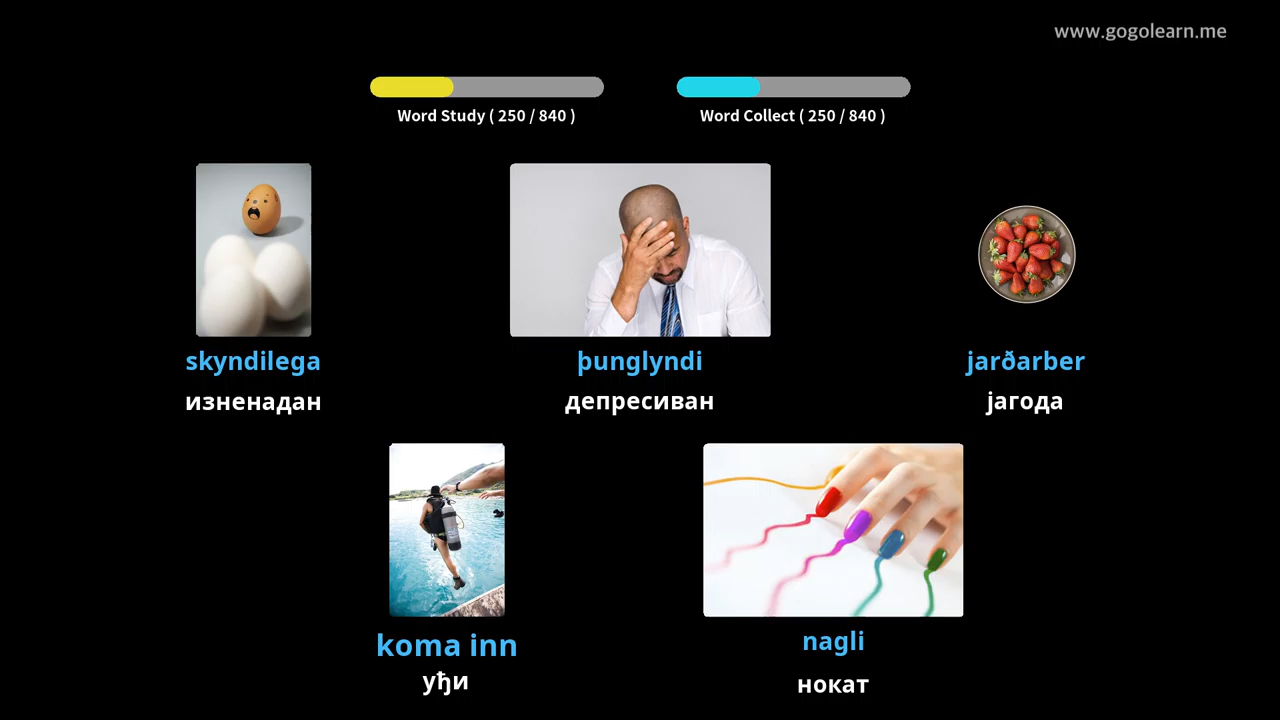 www.gogolearn.me
Word Study ( 250 / 840 )
Word Collect ( 250 / 840 )
skyndilega
изненадан
þunglyndi
депресиван
jarðarber
јагода
koma inn
уђи
nagli
нокат